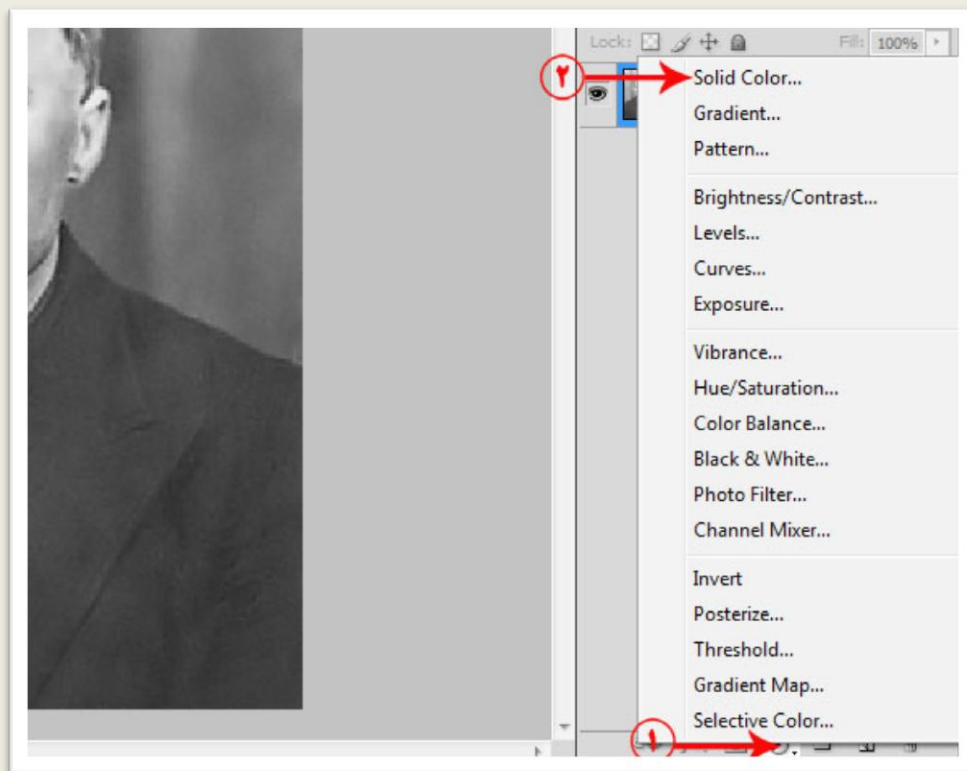 Lock: Fill: 100%
۲
Solid Color...
Gradient...
Pattern...
Brightness/Contrast...
Levels...
Curves...
Exposure...
Vibrance...
Hue/Saturation...
Color Balance...
Black & White...
Photo Filter...
Channel Mixer...
Invert
Posterize...
Threshold...
Gradient Map...
Selective Color...
۱